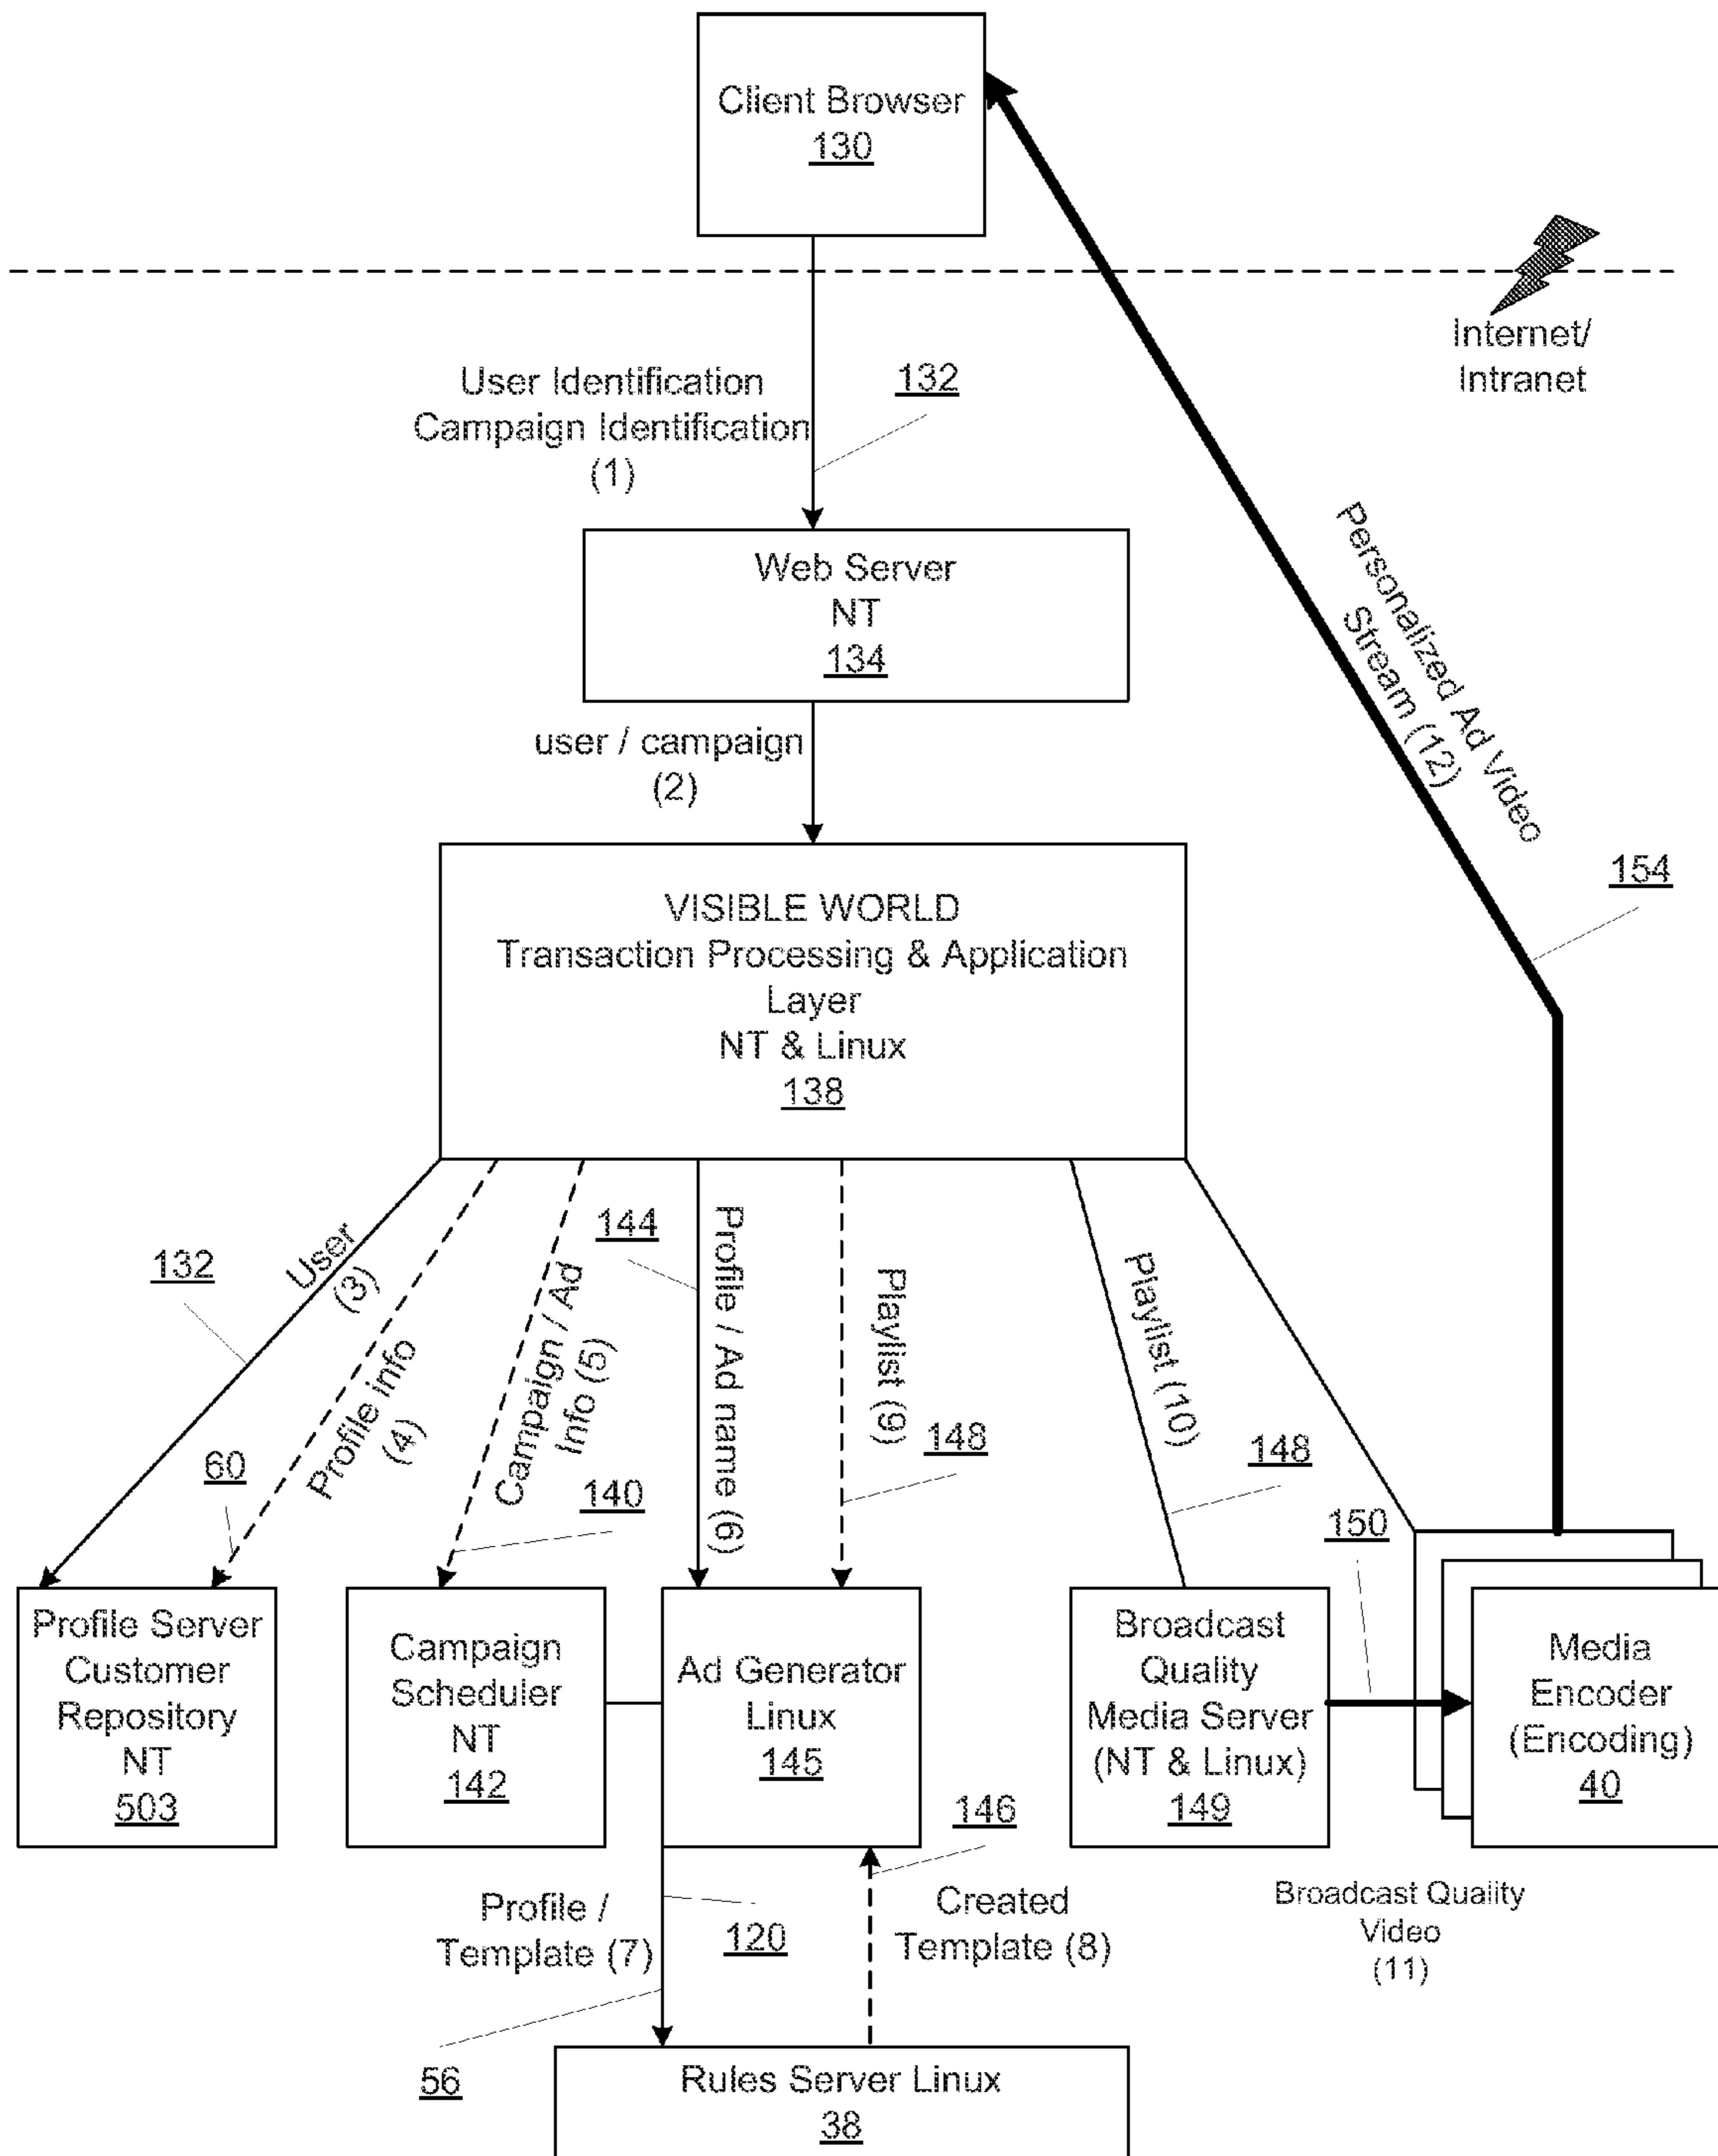 Client Browser
130
Internet/
Intranet
User Identification
Campaign Identification
(1)
132
Web Server
NT
134
user / campaign
(2)
Personalized Ad Video
Stream (12)
154
VISIBLE WORLD
Transaction Processing & Application
Layer
NT & Linux
138
132
User
(3)
Profile info
(4)
60
Campaign / Ad
Info (5)
140
144
Profile / Ad name (6)
Playlist (9)
148
Playlist (10)
148
150
Profile Server
Customer
Repository
NT
503
Campaign
Scheduler
NT
142
Ad Generator
Linux
145
Broadcast
Quality
Media Server
(NT & Linux)
149
Media
Encoder
(Encoding)
40
146
Profile /
Template (7)
120
Created
Template (8)
Broadcast Quality
Video
(11)
56
Rules Server Linux
38